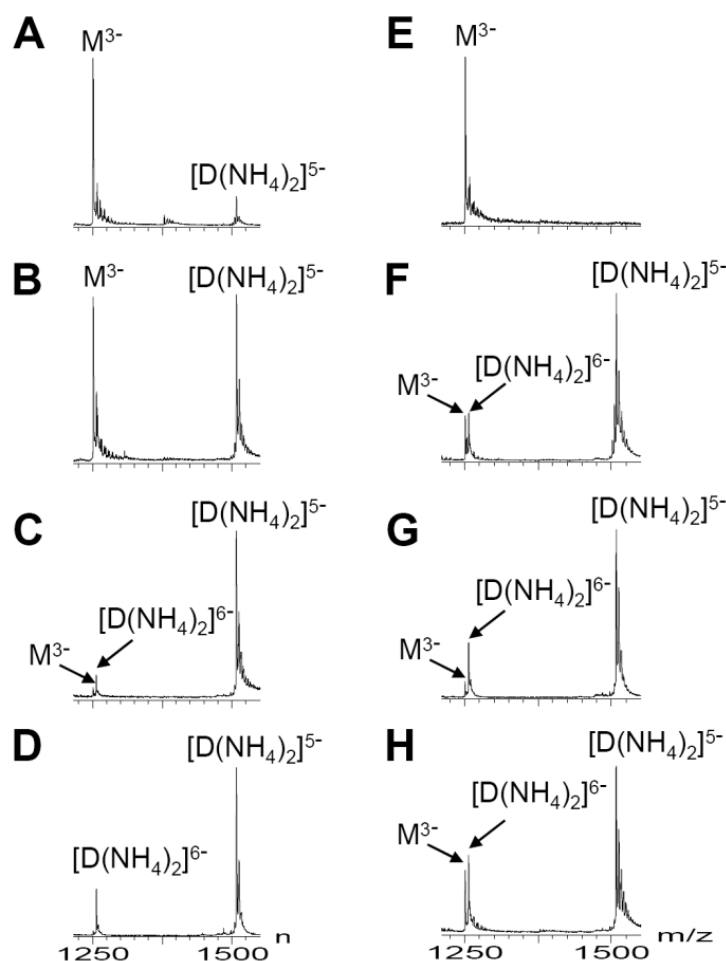 A
M³⁻
[D(NH₄)₂]⁵⁻
E
M³⁻
B
M³⁻
[D(NH₄)₂]⁵⁻
F
M³⁻
[D(NH₄)₂]⁶⁻
[D(NH₄)₂]⁵⁻
C
M³⁻
[D(NH₄)₂]⁶⁻
[D(NH₄)₂]⁵⁻
G
M³⁻
[D(NH₄)₂]⁶⁻
[D(NH₄)₂]⁵⁻
D
[D(NH₄)₂]⁶⁻
[D(NH₄)₂]⁵⁻
1250 1500 n
H
M³⁻
[D(NH₄)₂]⁶⁻
[D(NH₄)₂]⁵⁻
1250 1500 m/z